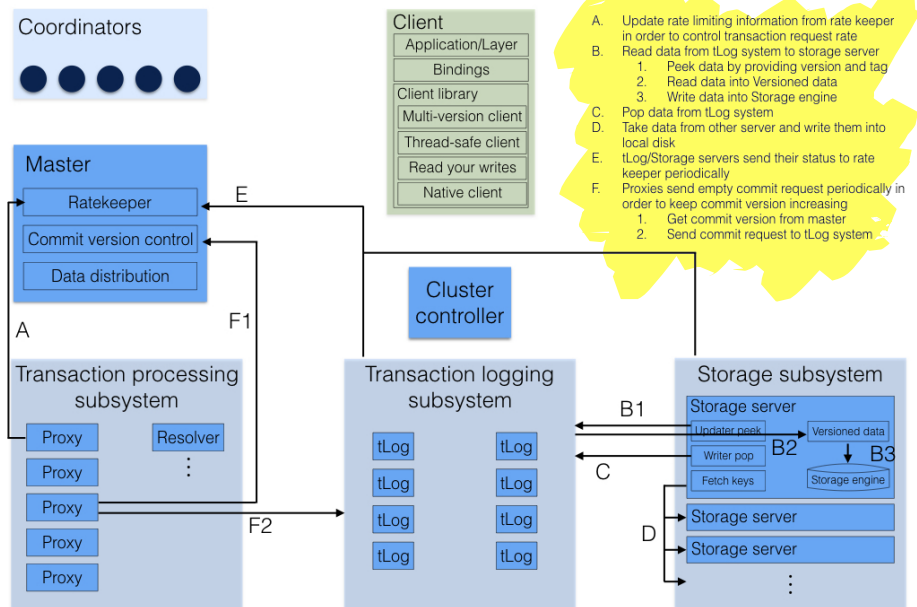 Coordinators
Client
Application/Layer
Bindings
Client library
Multi-version client
Thread-safe client
Read your writes
Native client
A. Update rate limiting information from rate keeper
in order to control transaction request rate
B. Read data from tLog system to storage server
1. Peek data by providing version and tag
2. Read data into Versioned data
3. Write data into Storage engine
C. Pop data from tLog system
D. Take data from other server and write them into
local disk
E. tLog/Storage servers send their status to rate
keeper periodically
F. Proxies send empty commit request periodically in
order to keep commit version increasing
1. Get commit version from master
2. Send commit request to tLog system
Master
Ratekeeper
Commit version control
Data distribution
E
A
F1
Cluster
controller
Transaction processing
subsystem
Proxy
Resolver
Proxy
Proxy
Proxy
Proxy
F2
Transaction logging
subsystem
tLog
tLog
tLog
tLog
tLog
tLog
tLog
tLog
B1
B2
C
D
Storage subsystem
Storage server
Updater peek
Versioned data
Writer pop
B3
Fetch keys
Storage engine
Storage server
Storage server